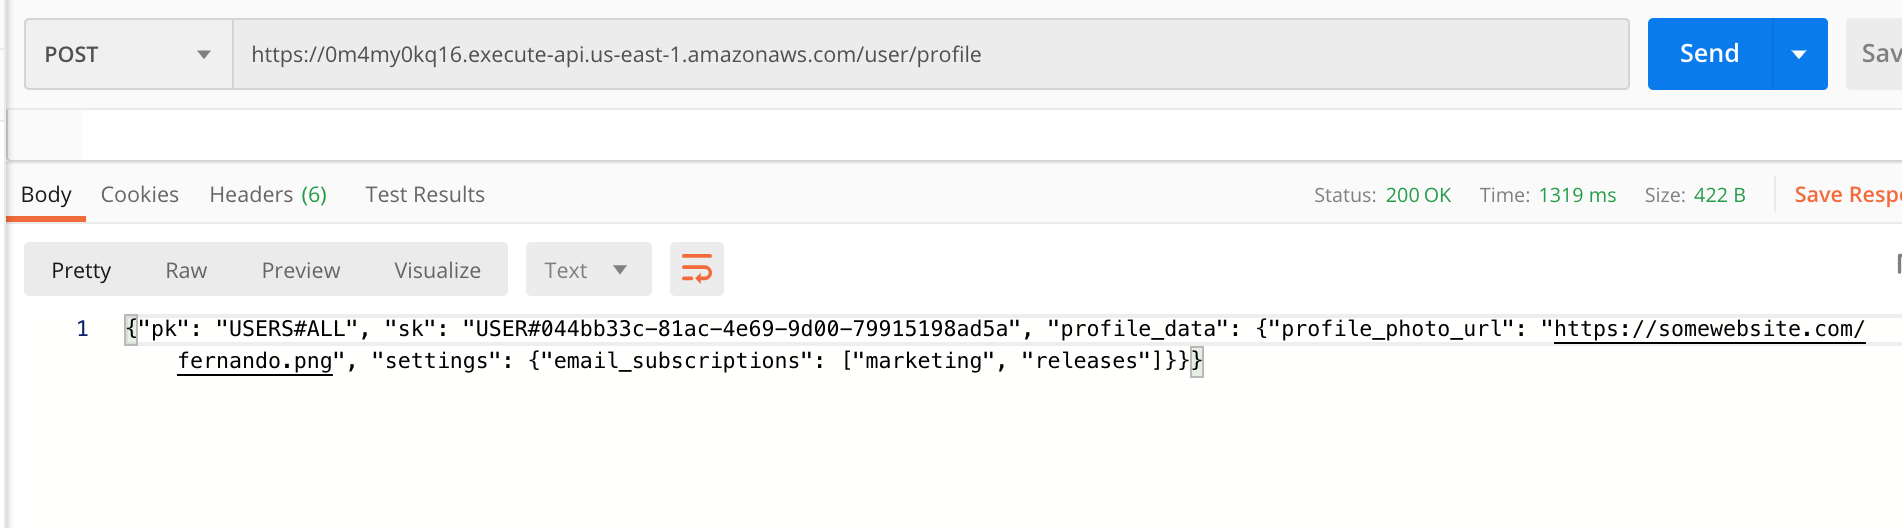 POST https://0m4my0kq16.execute-api.us-east-1.amazonaws.com/user/profile Send Sav
Body Cookies Headers (6) Test Results Status: 200 OK Time: 1319 ms Size: 422 B Save Resp
Pretty Raw Preview Visualize Text
1 {"pk": "USERS#ALL", "sk": "USER#044bb33c-81ac-4e69-9d00-79915198ad5a", "profile_data": {"profile_photo_url": "https://somewebsite.com/
fernando.png", "settings": {"email_subscriptions": ["marketing", "releases"]}}}